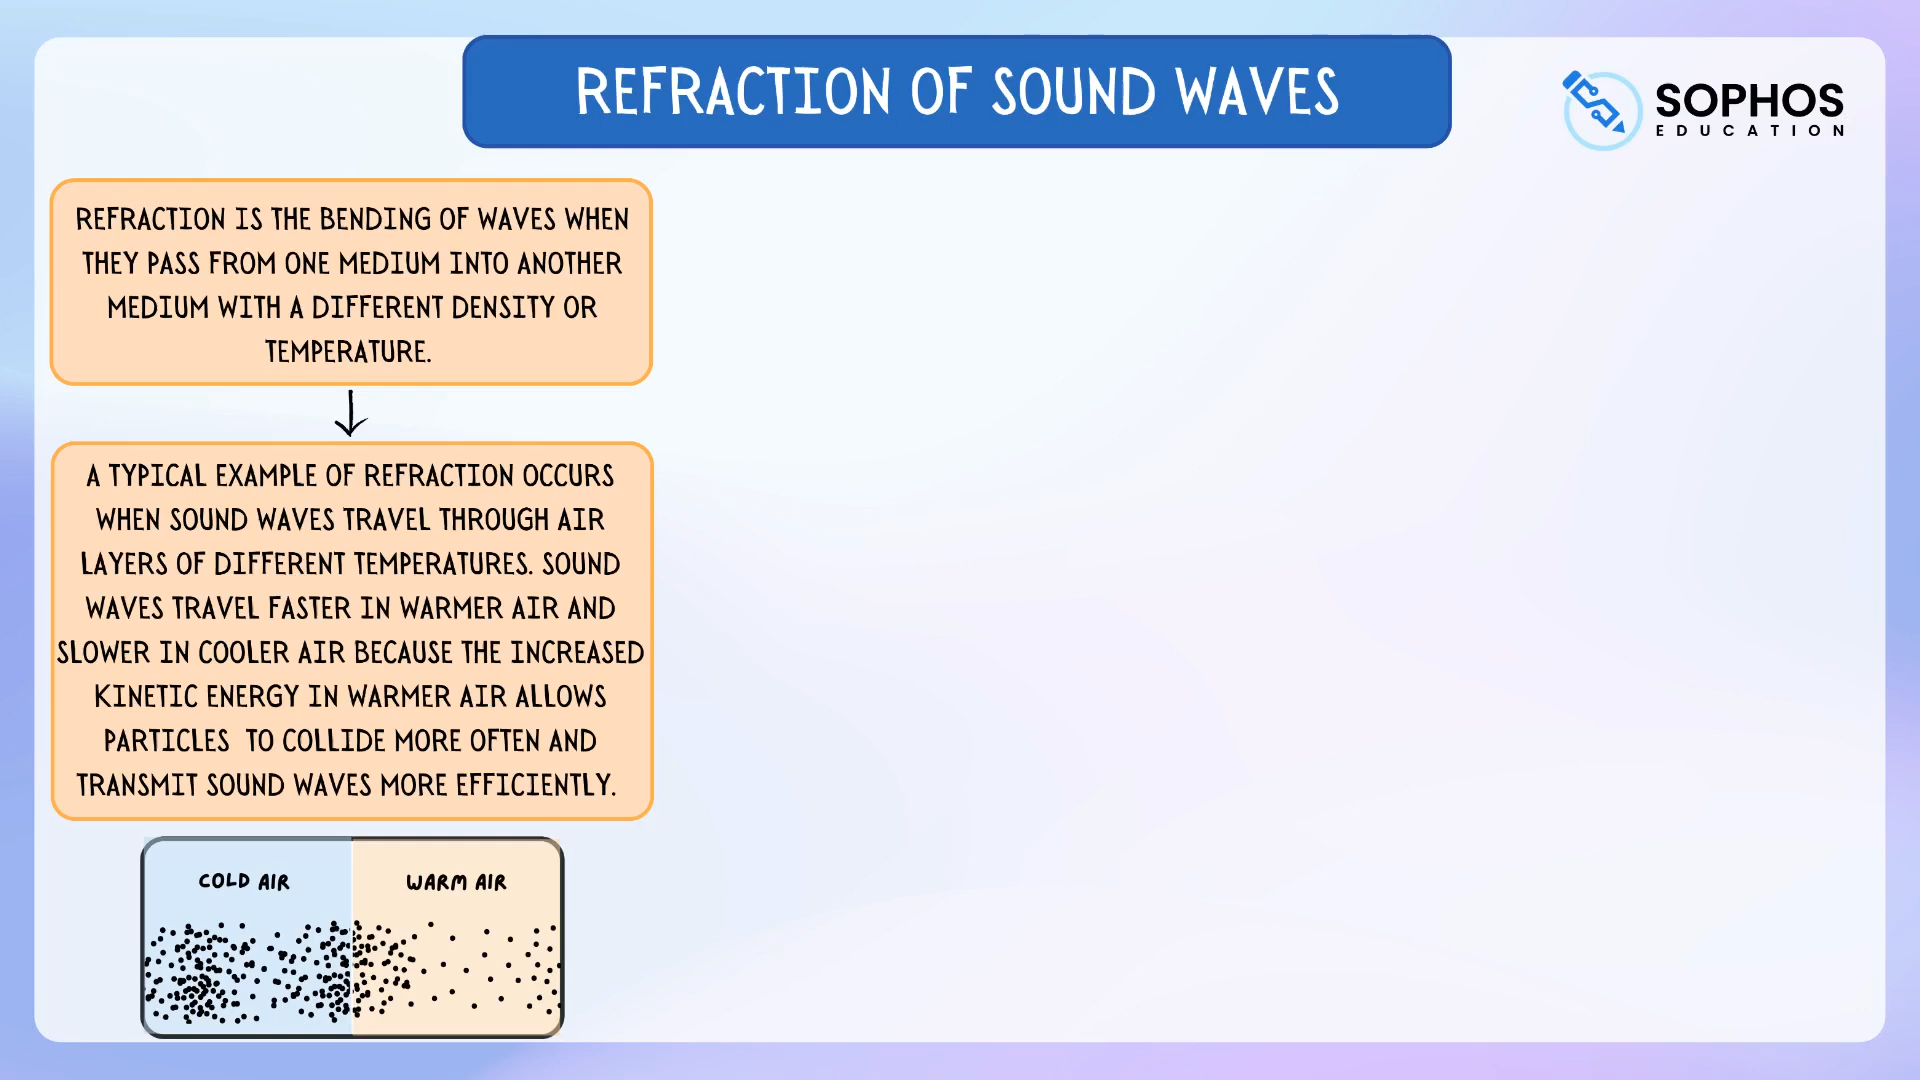 REFRACTION OF SOUND WAVES
SOPHOS
EDUCATION
REFRACTION IS THE BENDING OF WAVES WHEN
THEY PASS FROM ONE MEDIUM INTO ANOTHER
MEDIUM WITH A DIFFERENT DENSITY OR
TEMPERATURE.
A TYPICAL EXAMPLE OF REFRACTION OCCURS
WHEN SOUND WAVES TRAVEL THROUGH AIR
LAYERS OF DIFFERENT TEMPERATURES. SOUND
WAVES TRAVEL FASTER IN WARMER AIR AND
SLOWER IN COOLER AIR BECAUSE THE INCREASED
KINETIC ENERGY IN WARMER AIR ALLOWS
PARTICLES TO COLLIDE MORE OFTEN AND
TRANSMIT SOUND WAVES MORE EFFICIENTLY.
COLD AIR
WARM AIR